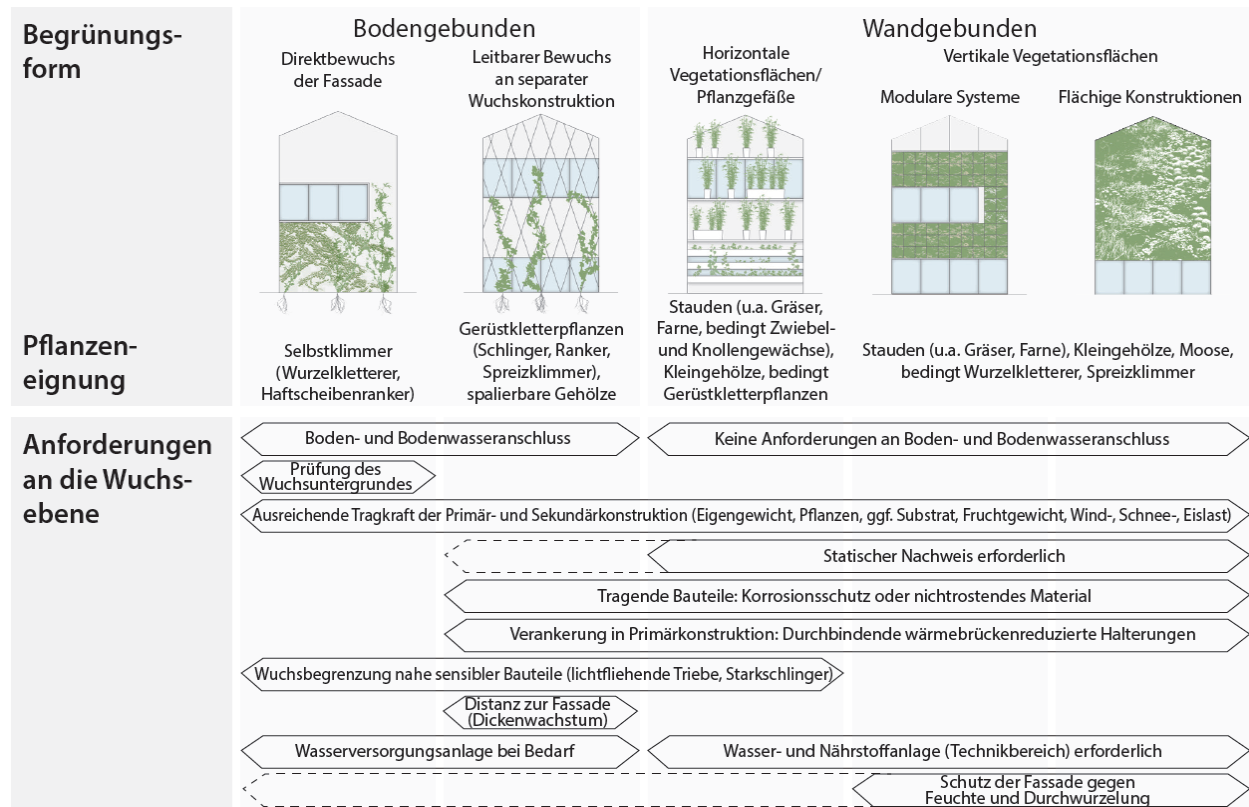 Begrünungs-
form
Bodengebunden
Direktbewuchs
der Fassade
Leitbarer Bewuchs
an separater
Wuchskonstruktion
Wandgebunden
Horizontale
Vegetationsflächen/
Pflanzgefäße
Vertikale Vegetationsflächen
Modulare Systeme
Flächige Konstruktionen
Pflanzen-
eignung
Selbstklimmer
(Wurzelkletterer,
Haftscheibenranker)
Gerüstkletterpflanzen
(Schlinger, Ranker,
Spreizklimmer),
spalierbare Gehölze
Stauden (u.a. Gräser,
Farne, bedingt Zwiebel-
und Knollengewächse),
Kleingehölze, bedingt
Gerüstkletterpflanzen
Stauden (u.a. Gräser, Farne), Kleingehölze, Moose,
bedingt Wurzelkletterer, Spreizklimmer
Anforderungen
an die Wuchs-
ebene
Boden- und Bodenwasseranschluss
Keine Anforderungen an Boden- und Bodenwasseranschluss
Prüfung des
Wuchsuntergrundes
Ausreichende Tragkraft der Primär- und Sekundärkonstruktion (Eigengewicht, Pflanzen, ggf. Substrat, Fruchtgewicht, Wind-, Schnee-, Eislast)
Statischer Nachweis erforderlich
Tragende Bauteile: Korrosionsschutz oder nichtrostendes Material
Verankerung in Primärkonstruktion: Durchbindende wärmebrückenreduzierte Halterungen
Wuchsbegrenzung nahe sensibler Bauteile (lichtfliehende Triebe, Starkschlinger)
Distanz zur Fassade
(Dickenwachstum)
Wasserversorgungsanlage bei Bedarf
Wasser- und Nährstoffanlage (Technikbereich) erforderlich
Schutz der Fassade gegen
Feuchte und Durchwurzelung